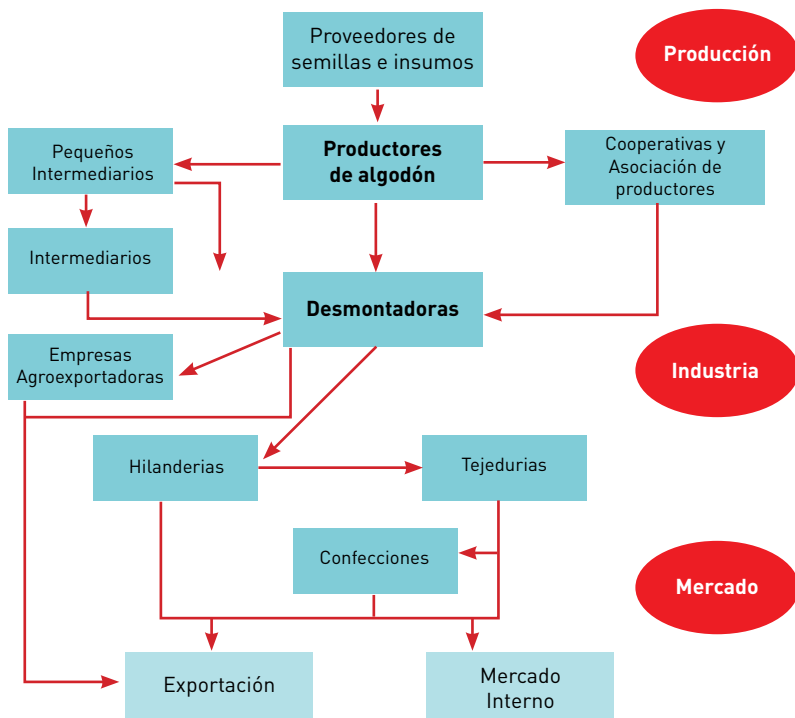 Proveedores de
semillas e insumos
Producción
Pequeños
Intermediarios
Productores
de algodón
Cooperativas y
Asociación de
productores
Intermediarios
Desmontadoras
Empresas
Agroexportadoras
Industria
Hilanderias
Tejedurias
Confecciones
Mercado
Exportación
Mercado
Interno